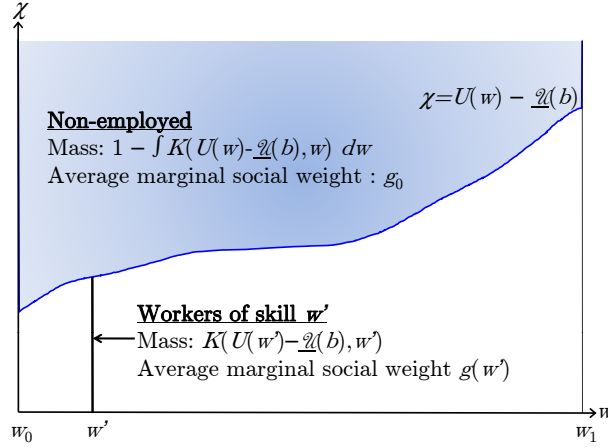 χ
χ=U(w) − 𝒰(b)
Non-employed
Mass: 1 − ∫ K(U(w)-𝒰(b),w) dw
Average marginal social weight : g₀
Workers of skill w'
Mass: K(U(w')−𝒰(b),w')
Average marginal social weight g(w')
w₀ w' w₁ w